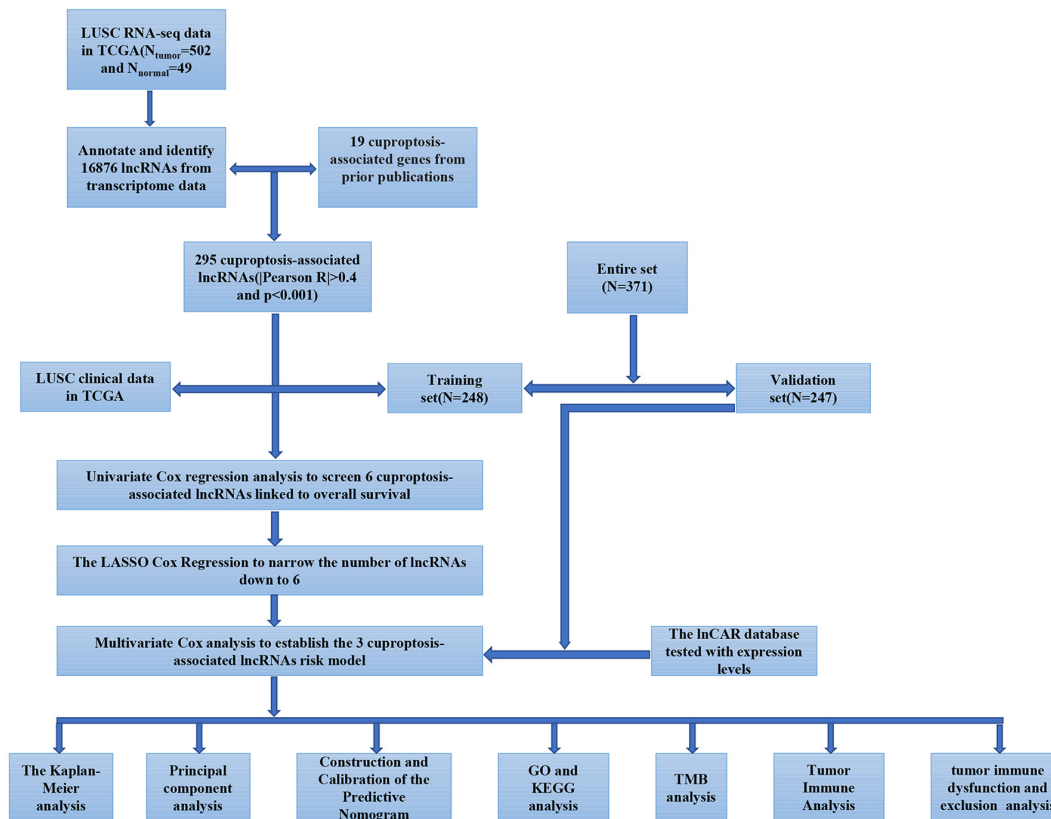 LUSC RNA-seq data
in TCGA(Ntumor=502
and
Nnormal=49
Annotate and identify
16876 lncRNAs from
transcriptome data
19 cuproptosis-
associated genes from
prior publications
295 cuproptosis-associated
lncRNAs(|Pearson R|>0.4
and p<0.001)
Entire set
(N=371)
LUSC clinical data
in TCGA
Training
set(N=248)
Validation
set(N=247)
Univariate Cox regression analysis to screen 6 cuproptosis-
associated lncRNAs linked to overall survival
The LASSO Cox Regression to narrow the number of lncRNAs
down to 6
Multivariate Cox analysis to establish the 3 cuproptosis-
associated lncRNAs risk model
The lnCAR database
tested with expression
levels
The Kaplan-
Meier
analysis
Principal
component
analysis
Construction and
Calibration of the
Predictive
Nomogram
GO and
KEGG
analysis
TMB
analysis
Tumor
Immune
Analysis
tumor immune
dysfunction and
exclusion analysis